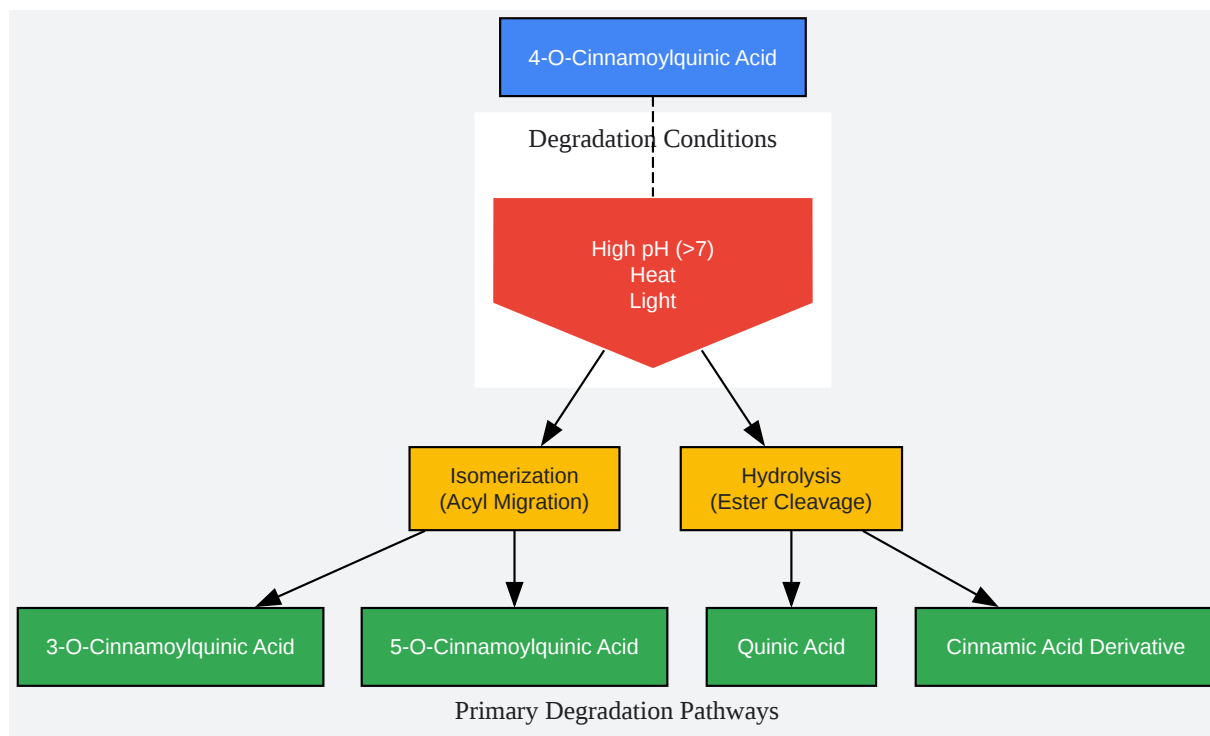 4-O-Cinnamoylquinic Acid
Degradation Conditions
High pH (>7)
Heat
Light
Isomerization
(Acyl Migration)
Hydrolysis
(Ester Cleavage)
3-O-Cinnamoylquinic Acid
5-O-Cinnamoylquinic Acid
Quinic Acid
Cinnamic Acid Derivative
Primary Degradation Pathways